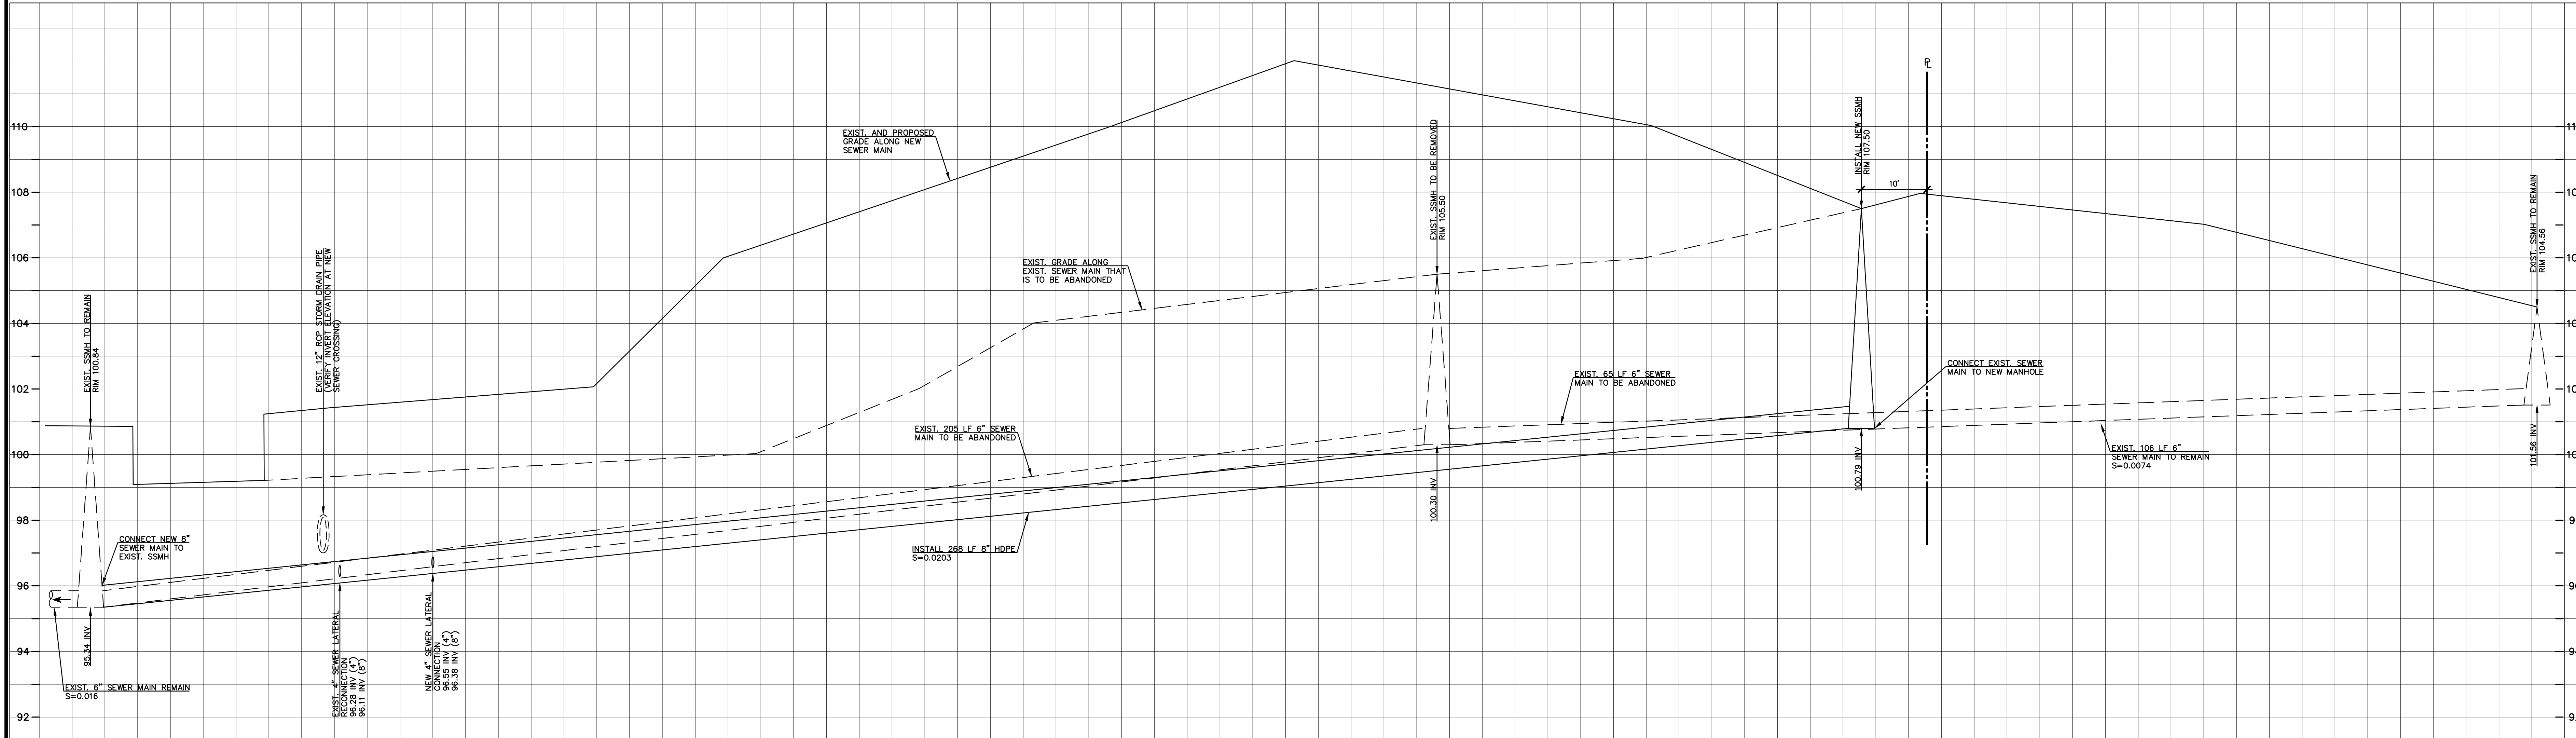 110
108
106
104
102
100
98
96
94
92
EXIST. SSMH TO REMAIN
RIM 100.84
95.34 INV
CONNECT NEW 8"
SEWER MAIN TO
EXIST. SSMH
EXIST. 6" SEWER MAIN REMAIN
S=0.016
EXIST. 12" RCP STORM DRAIN PIPE
(VERIFY INVERT ELEVATION AT NEW
SEWER CROSSING)
EXIST. 4" SEWER LATERAL
RECONNECTION
96.28 INV (4")
96.11 INV (8")
NEW 4" SEWER LATERAL
CONNECTION
96.55 INV (4")
96.38 INV (8")
EXIST. AND PROPOSED
GRADE ALONG NEW
SEWER MAIN
EXIST. GRADE ALONG
EXIST. SEWER MAIN THAT
IS TO BE ABANDONED
EXIST. 205 LF 6" SEWER
MAIN TO BE ABANDONED
INSTALL 268 LF 8" HDPE
S=0.0203
EXIST. SSMH TO BE REMOVED
RIM 105.50
100.30 INV
EXIST. 65 LF 6" SEWER
MAIN TO BE ABANDONED
INSTALL NEW SSMH
RIM 107.50
100.79 INV
10'
PL
CONNECT EXIST. SEWER
MAIN TO NEW MANHOLE
EXIST. 106 LF 6"
SEWER MAIN TO REMAIN
S=0.0074
EXIST. SSMH TO REMAIN
RIM 104.56
101.56 INV